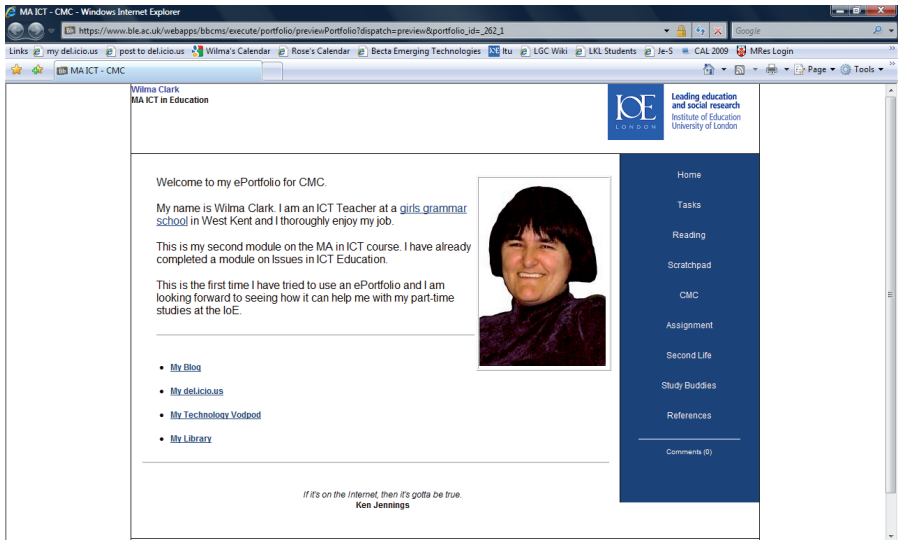 MA ICT - CMC - Windows Internet Explorer
https://www.ble.ac.uk/webapps/bbcms/execute/portfolio/previewPortfolio?dispatch=preview&portfolio_id=_262_1
Google
Links my del.icio.us post to del.icio.us Wilma's Calendar Rose's Calendar Becta Emerging Technologies Itu LGC Wiki LKL Students Je-S CAL 2009 MRes Login
MA ICT - CMC
Page Tools
Wilma Clark
MA ICT in Education
IOE
LONDON
Leading education
and social research
Institute of Education
University of London
Welcome to my ePortfolio for CMC.
My name is Wilma Clark. I am an ICT Teacher at a girls grammar
school in West Kent and I thoroughly enjoy my job.
This is my second module on the MA in ICT course. I have already
completed a module on Issues in ICT Education.
This is the first time I have tried to use an ePortfolio and I am
looking forward to seeing how it can help me with my part-time
studies at the IoE.
My Blog
My del.icio.us
My Technology Vodpod
My Library
If it's on the Internet, then it's gotta be true.
Ken Jennings
Home
Tasks
Reading
Scratchpad
CMC
Assignment
Second Life
Study Buddies
References
Comments (0)